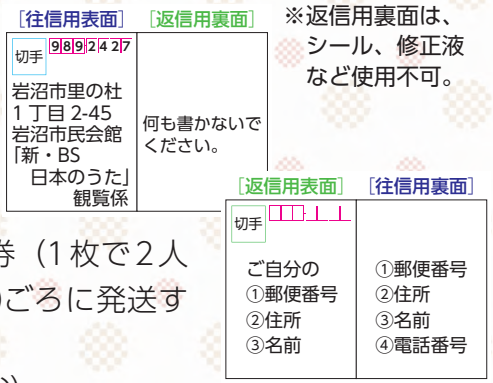 [往信用表面] [返信用裏面]
※返信用裏面は、
シール、修正液
など使用不可。
切手
9892427
岩沼市里の杜
1丁目2-45
岩沼市民会館
「新・BS
日本のうた」
観覧係
何も書かないで
ください。
[返信用表面] [往信用裏面]
切手
ご自分の
①郵便番号
②住所
③名前
①郵便番号
②住所
③名前
④電話番号
券（1枚で2人
ごろに発送す